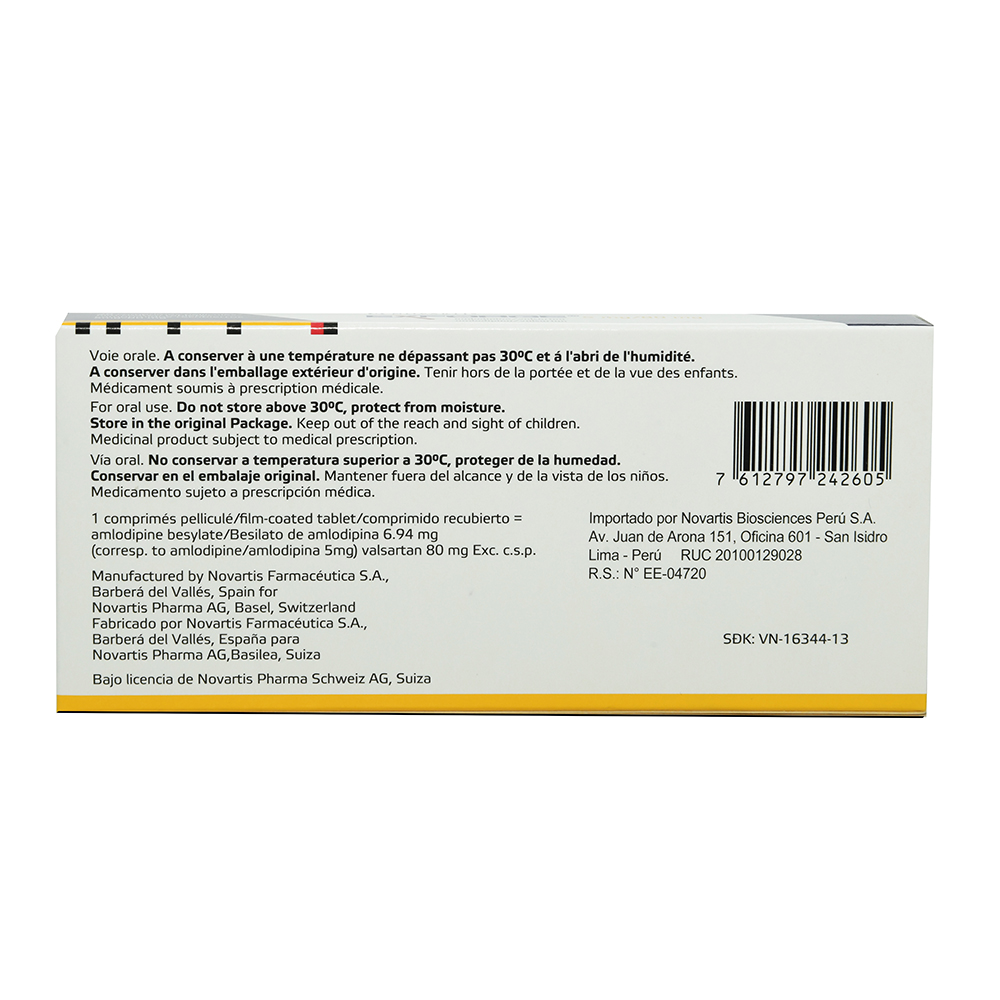 Voie orale. A conserver à une température ne dépassant pas 30ºC et á l'abri de l'humidité.
A conserver dans l'emballage extérieur d'origine. Tenir hors de la portée et de la vue des enfants.
Médicament soumis à prescription médicale.
For oral use. Do not store above 30ºC, protect from moisture.
Store in the original Package. Keep out of the reach and sight of children.
Medicinal product subject to medical prescription.
Vía oral. No conservar a temperatura superior a 30ºC, proteger de la humedad.
Conservar en el embalaje original. Mantener fuera del alcance y de la vista de los niños.
Medicamento sujeto a prescripción médica.
7 612797 242605
1 comprimés pelliculé/film-coated tablet/comprimido recubierto =
amlodipine besylate/Besilato de amlodipina 6.94 mg
(corresp. to amlodipine/amlodipina 5mg) valsartan 80 mg Exc. c.s.p.
Manufactured by Novartis Farmacéutica S.A.,
Barberá del Vallés, Spain for
Novartis Pharma AG, Basel, Switzerland
Fabricado por Novartis Farmacéutica S.A.,
Barberá del Vallés, España para
Novartis Pharma AG,Basilea, Suiza
Bajo licencia de Novartis Pharma Schweiz AG, Suiza
Importado por Novartis Biosciences Perú S.A.
Av. Juan de Arona 151, Oficina 601 - San Isidro
Lima - Perú RUC 20100129028
R.S.: N° EE-04720
SĐK: VN-16344-13